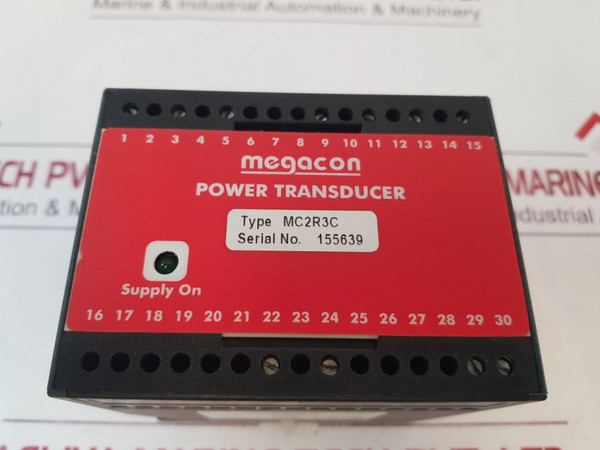 Marine & Industrial Automation & Machinery
1 2 3 4 5 6 7 8 9 10 11 12 13 14 15
megacon
POWER TRANSDUCER
Type MC2R3C
Serial No. 155639
Supply On
16 17 18 19 20 21 22 23 24 25 26 27 28 29 30
MARINE
Industrial